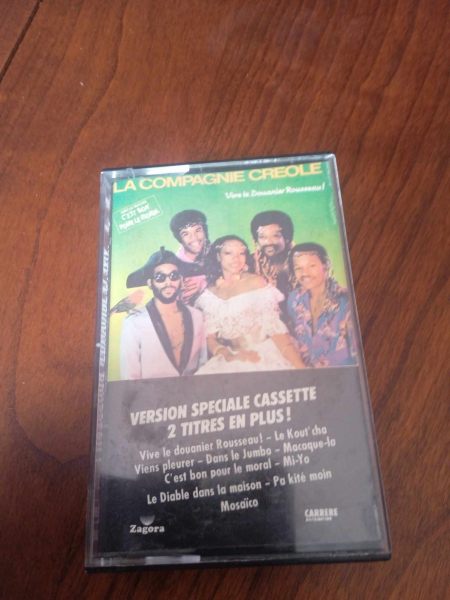 LA COMPAGNIE CREOLE
Vive le Douanier Rousseau!
C'EST BON
POUR LE MORAL
VERSION SPECIALE CASSETTE
2 TITRES EN PLUS !
Vive le douanier Rousseau! - Le Kout' cha
Viens pleurer - Dans le Jumbo - Macaque-la
C'est bon pour le moral - Mi-Yo
Le Diable dans la maison - Pa kité moin
Mosaïco
Zagora
CARRERE
DISTRIBUTION